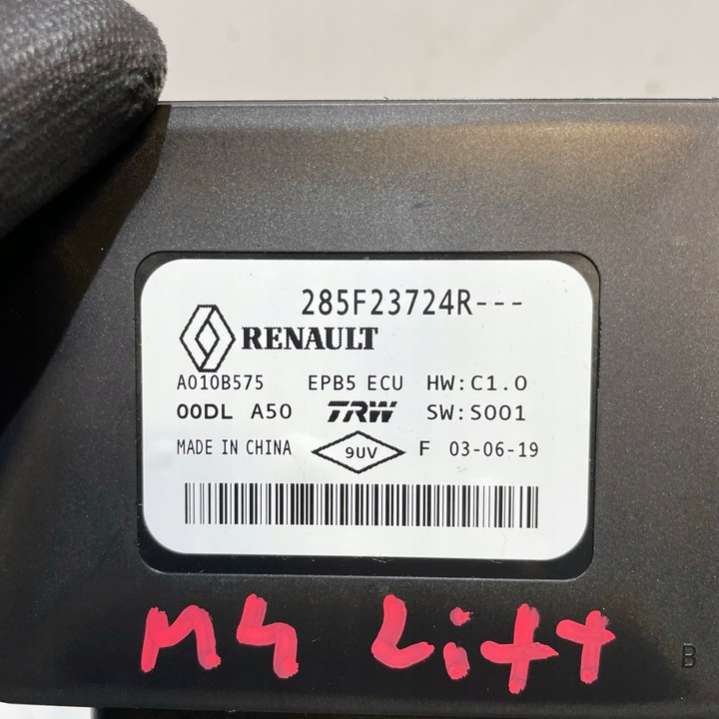 285F23724R---
RENAULT
A010B575 EPB5 ECU HW:C1.0
00DL A50 TRW SW:S001
MADE IN CHINA 9UV F 03-06-19
M4 Lift
B